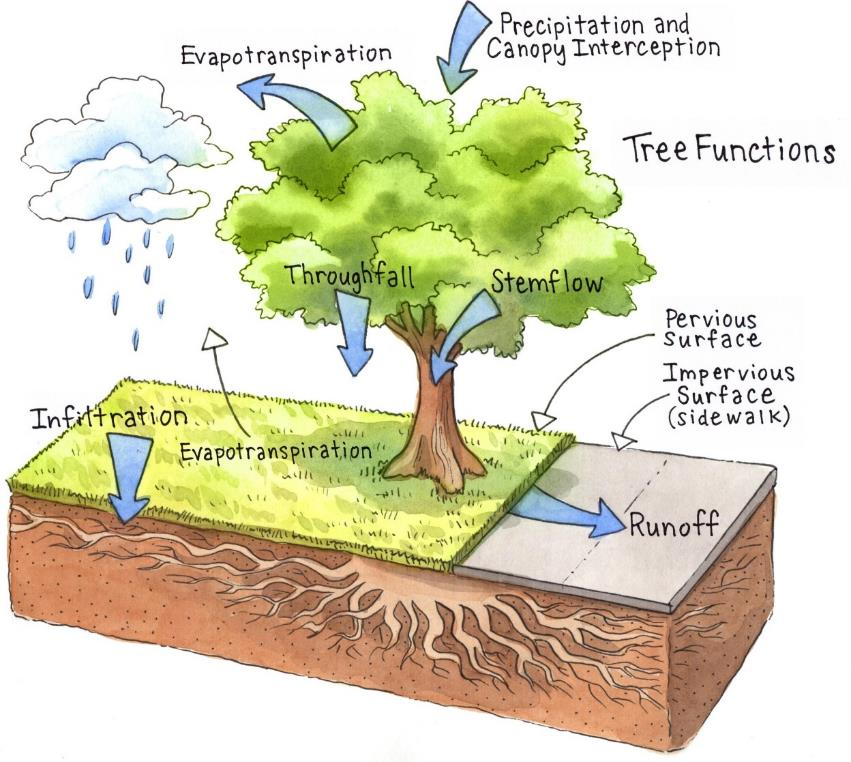 Precipitation and
Canopy Interception
Evapotranspiration
Tree Functions
Throughfall
Stemflow
Pervious
Surface
Impervious
Surface
(sidewalk)
Infiltration
Evapotranspiration
Runoff